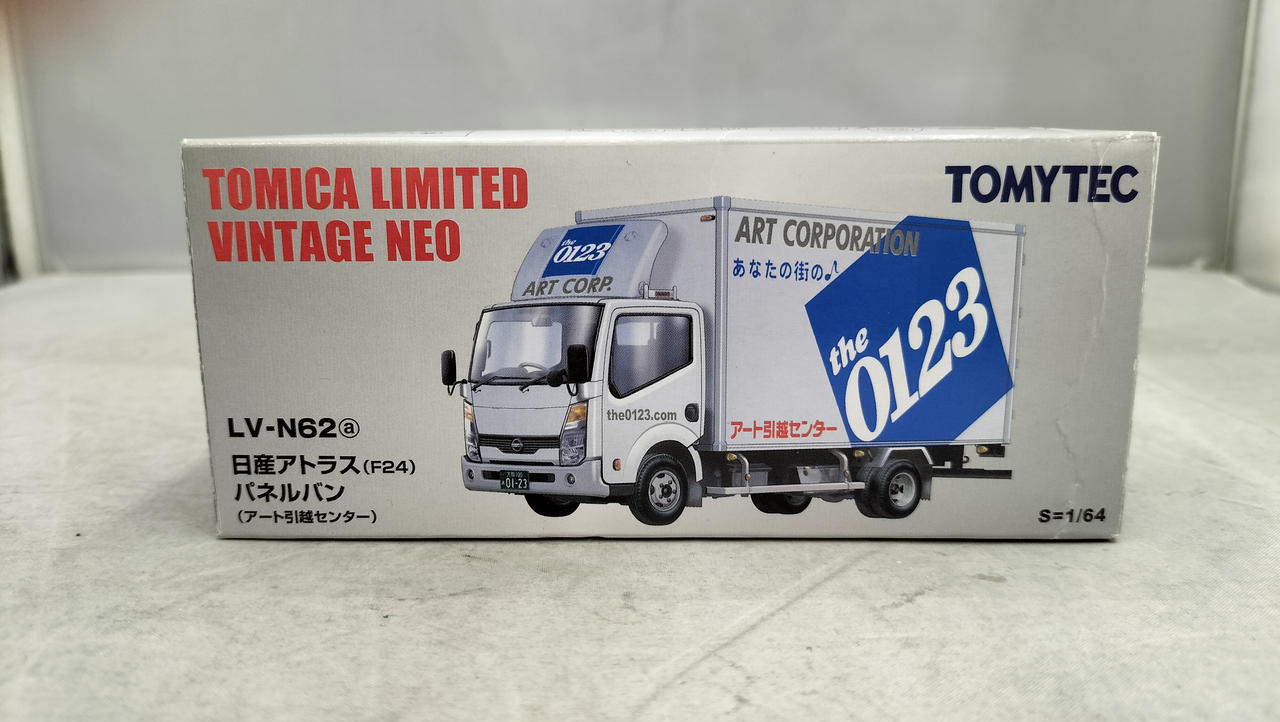 TOMICA LIMITED
VINTAGE NEO
TOMYTEC
the
0123
ART CORP.
ART CORPORATION
あなたの街の♪
the
0123
the0123.com
アート引越センター
01-23
LV-N62ⓐ
日産アトラス(F24)
パネルバン
(アート引越センター)
S=1/64